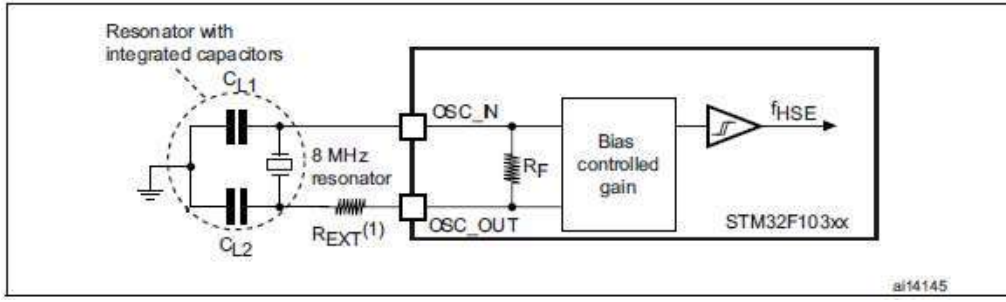 Resonator with
integrated capacitors
CL1
OSC_IN
fHSE
8 MHz
resonator
RF
Bias
controlled
gain
REXT(1)
OSC_OUT
STM32F103xx
CL2
ai14145